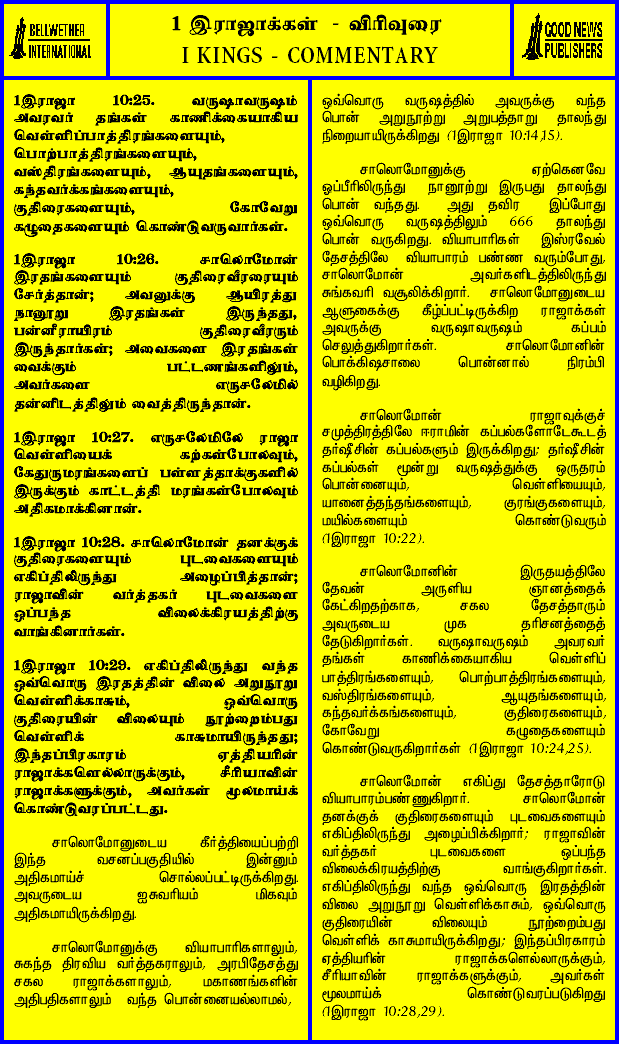 BELLWETHER
INTERNATIONAL
1 இராஜாக்கள் - விரிவுரை
I KINGS - COMMENTARY
GOOD NEWS
PUBLISHERS
1இராஜா 10:25. வருஷாவருஷம்
அவரவர் தங்கள் காணிக்கையாகிய
வெள்ளிப்பாத்திரங்களையும்,
பொற்பாத்திரங்களையும்,
வஸ்திரங்களையும், ஆயுதங்களையும்,
கந்தவர்க்கங்களையும்,
குதிரைகளையும், கோவேறு
கழுதைகளையும் கொண்டுவருவார்கள்.
1இராஜா 10:26. சாலொமோன்
இரதங்களையும் குதிரைவீரரையும்
சேர்த்தான்; அவனுக்கு ஆயிரத்து
நானூறு இரதங்கள் இருந்தது,
பன்னீராயிரம் குதிரைவீரரும்
இருந்தார்கள்; அவைகளை இரதங்கள்
வைக்கும் பட்டணங்களிலும்,
அவர்களை எருசலேமில்
தன்னிடத்திலும் வைத்திருந்தான்.
1இராஜா 10:27. எருசலேமிலே ராஜா
வெள்ளியைக் கற்கள்போலவும்,
கேதுருமரங்களைப் பள்ளத்தாக்குகளில்
இருக்கும் காட்டத்தி மரங்கள்போலவும்
அதிகமாக்கினான்.
1இராஜா 10:28. சாலொமோன் தனக்குக்
குதிரைகளையும் புடவைகளையும்
எகிப்திலிருந்து அழைப்பித்தான்;
ராஜாவின் வர்த்தகர் புடவைகளை
ஒப்பந்த விலைக்கிரயத்திற்கு
வாங்கினார்கள்.
1இராஜா 10:29. எகிப்திலிருந்து வந்த
ஒவ்வொரு இரதத்தின் விலை அறுநூறு
வெள்ளிக்காசும், ஒவ்வொரு
குதிரையின் விலையும் நூற்றைம்பது
வெள்ளிக் காசுமாயிருந்தது;
இந்தப்பிரகாரம் ஏத்தியரின்
ராஜாக்களெல்லாருக்கும், சீரியாவின்
ராஜாக்களுக்கும், அவர்கள் மூலமாய்க்
கொண்டுவரப்பட்டது.
சாலொமோனுடைய கீர்த்தியைப்பற்றி
இந்த வசனப்பகுதியில் இன்னும்
அதிகமாய்ச் சொல்லப்பட்டிருக்கிறது.
அவருடைய ஐசுவரியம் மிகவும்
அதிகமாயிருக்கிறது.
சாலொமோனுக்கு வியாபாரிகளாலும்,
சுகந்த திரவிய வர்த்தகராலும், அரபிதேசத்து
சகல ராஜாக்களாலும், மகாணங்களின்
அதிபதிகளாலும் வந்த பொன்னையல்லாமல்,
ஒவ்வொரு வருஷத்தில் அவருக்கு வந்த
பொன் அறுநூற்று அறுபத்தாறு தாலந்து
நிறையாயிருக்கிறது (1இராஜா 10:14,15).
சாலொமோனுக்கு ஏற்கெனவே
ஒப்பீரிலிருந்து நானூற்று இருபது தாலந்து
பொன் வந்தது. அது தவிர இப்போது
ஒவ்வொரு வருஷத்திலும் 666 தாலந்து
பொன் வருகிறது. வியாபாரிகள் இஸ்ரவேல்
தேசத்திலே வியாபாரம் பண்ண வரும்போது,
சாலொமோன் அவர்களிடத்திலிருந்து
சுங்கவரி வசூலிக்கிறார். சாலொமோனுடைய
ஆளுகைக்கு கீழ்ப்பட்டிருக்கிற ராஜாக்கள்
அவருக்கு வருஷாவருஷம் கப்பம்
செலுத்துகிறார்கள். சாலொமோனின்
பொக்கிஷசாலை பொன்னால் நிரம்பி
வழிகிறது.
சாலொமோன் ராஜாவுக்குச்
சமுத்திரத்திலே ஈராமின் கப்பல்களோடேகூடத்
தர்ஷீசின் கப்பல்களும் இருக்கிறது; தர்ஷீசின்
கப்பல்கள் மூன்று வருஷத்துக்கு ஒருதரம்
பொன்னையும், வெள்ளியையும்,
யானைத்தந்தங்களையும், குரங்குகளையும்,
மயில்களையும் கொண்டுவரும்
(1இராஜா 10:22).
சாலொமோனின் இருதயத்திலே
தேவன் அருளிய ஞானத்தைக்
கேட்கிறதற்காக, சகல தேசத்தாரும்
அவருடைய முக தரிசனத்தைத்
தேடுகிறார்கள். வருஷாவருஷம் அவரவர்
தங்கள் காணிக்கையாகிய வெள்ளிப்
பாத்திரங்களையும், பொற்பாத்திரங்களையும்,
வஸ்திரங்களையும், ஆயுதங்களையும்,
கந்தவர்க்கங்களையும், குதிரைகளையும்,
கோவேறு கழுதைகளையும்
கொண்டுவருகிறார்கள் (1இராஜா 10:24,25).
சாலொமோன் எகிப்து தேசத்தாரோடு
வியாபாரம்பண்ணுகிறார். சாலொமோன்
தனக்குக் குதிரைகளையும் புடவைகளையும்
எகிப்திலிருந்து அழைப்பிக்கிறார்; ராஜாவின்
வர்த்தகர் புடவைகளை ஒப்பந்த
விலைக்கிரயத்திற்கு வாங்குகிறார்கள்.
எகிப்திலிருந்து வந்த ஒவ்வொரு இரதத்தின்
விலை அறுநூறு வெள்ளிக்காசும், ஒவ்வொரு
குதிரையின் விலையும் நூற்றைம்பது
வெள்ளிக் காசுமாயிருக்கிறது; இந்தப்பிரகாரம்
ஏத்தியரின் ராஜாக்களெல்லாருக்கும்,
சீரியாவின் ராஜாக்களுக்கும், அவர்கள்
மூலமாய்க் கொண்டுவரப்படுகிறது
(1இராஜா 10:28,29).